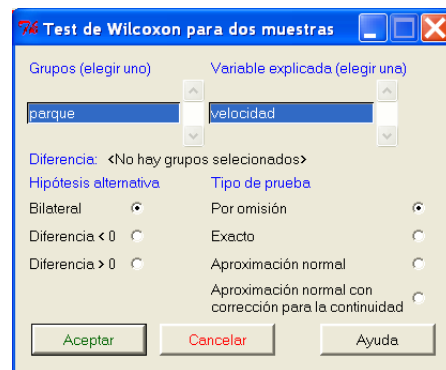 Test de Wilcoxon para dos muestras
Grupos (elegir uno) Variable explicada (elegir una)
parque velocidad
Diferencia: <No hay grupos selecionados>
Hipótesis alternativa Tipo de prueba
Bilateral Por omisión
Diferencia < 0 Exacto
Diferencia > 0 Aproximación normal
Aproximación normal con
corrección para la continuidad
Aceptar Cancelar Ayuda